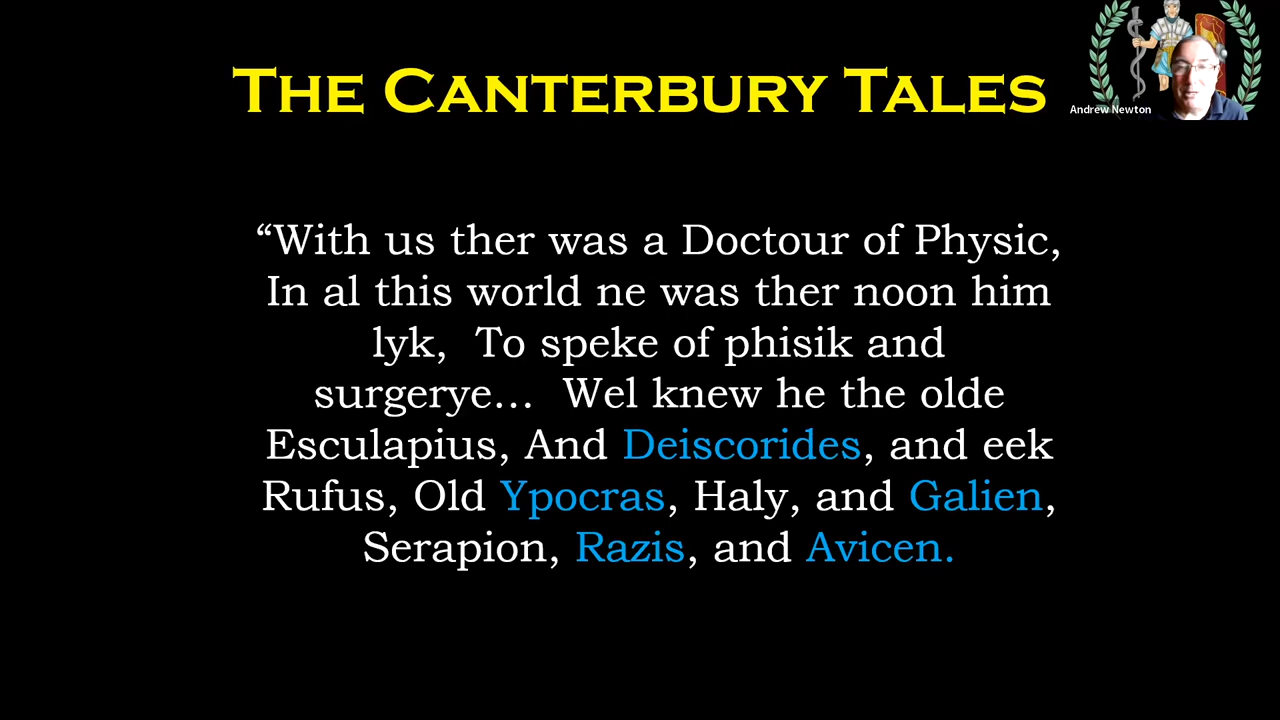 THE CANTERBURY TALES
Andrew Newton
“With us ther was a Doctour of Physic,
In al this world ne was ther noon him
lyk, To speke of phisik and
surgerye… Wel knew he the olde
Esculapius, And Deiscorides, and eek
Rufus, Old Ypocras, Haly, and Galien,
Serapion, Razis, and Avicen.